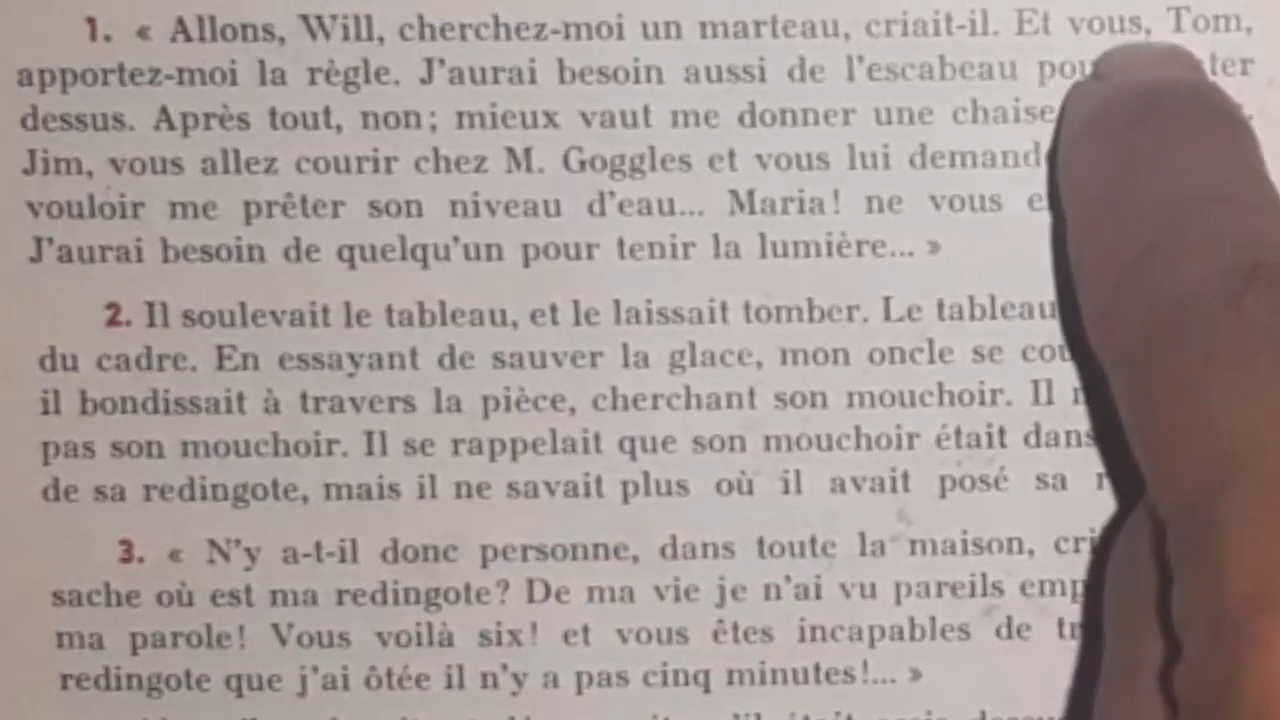 1. « Allons, Will, cherchez-moi un marteau, criait-il. Et vous, Tom,
apportez-moi la règle. J'aurai besoin aussi de l'escabeau
dessus. Après tout, non; mieux vaut me donner une chaise
Jim, vous allez courir chez M. Goggles et vous lui
vouloir me prêter son niveau d'eau... Maria! ne vous
J'aurai besoin de quelqu'un pour tenir la lumière... »
2. Il soulevait le tableau, et le laissait tomber. Le tableau
du cadre. En essayant de sauver la glace, mon oncle se
il bondissait à travers la pièce, cherchant son mouchoir. Il
pas son mouchoir. Il se rappelait que son mouchoir était dans
de sa redingote, mais il ne savait plus où il avait posé sa
3. « N'y a-t-il donc personne, dans toute la maison,
sache où est ma redingote? De ma vie je n'ai vu pareils
ma parole! Vous voilà six! et vous êtes incapables de
redingote que j'ai ôtée il n'y a pas cinq minutes!... »